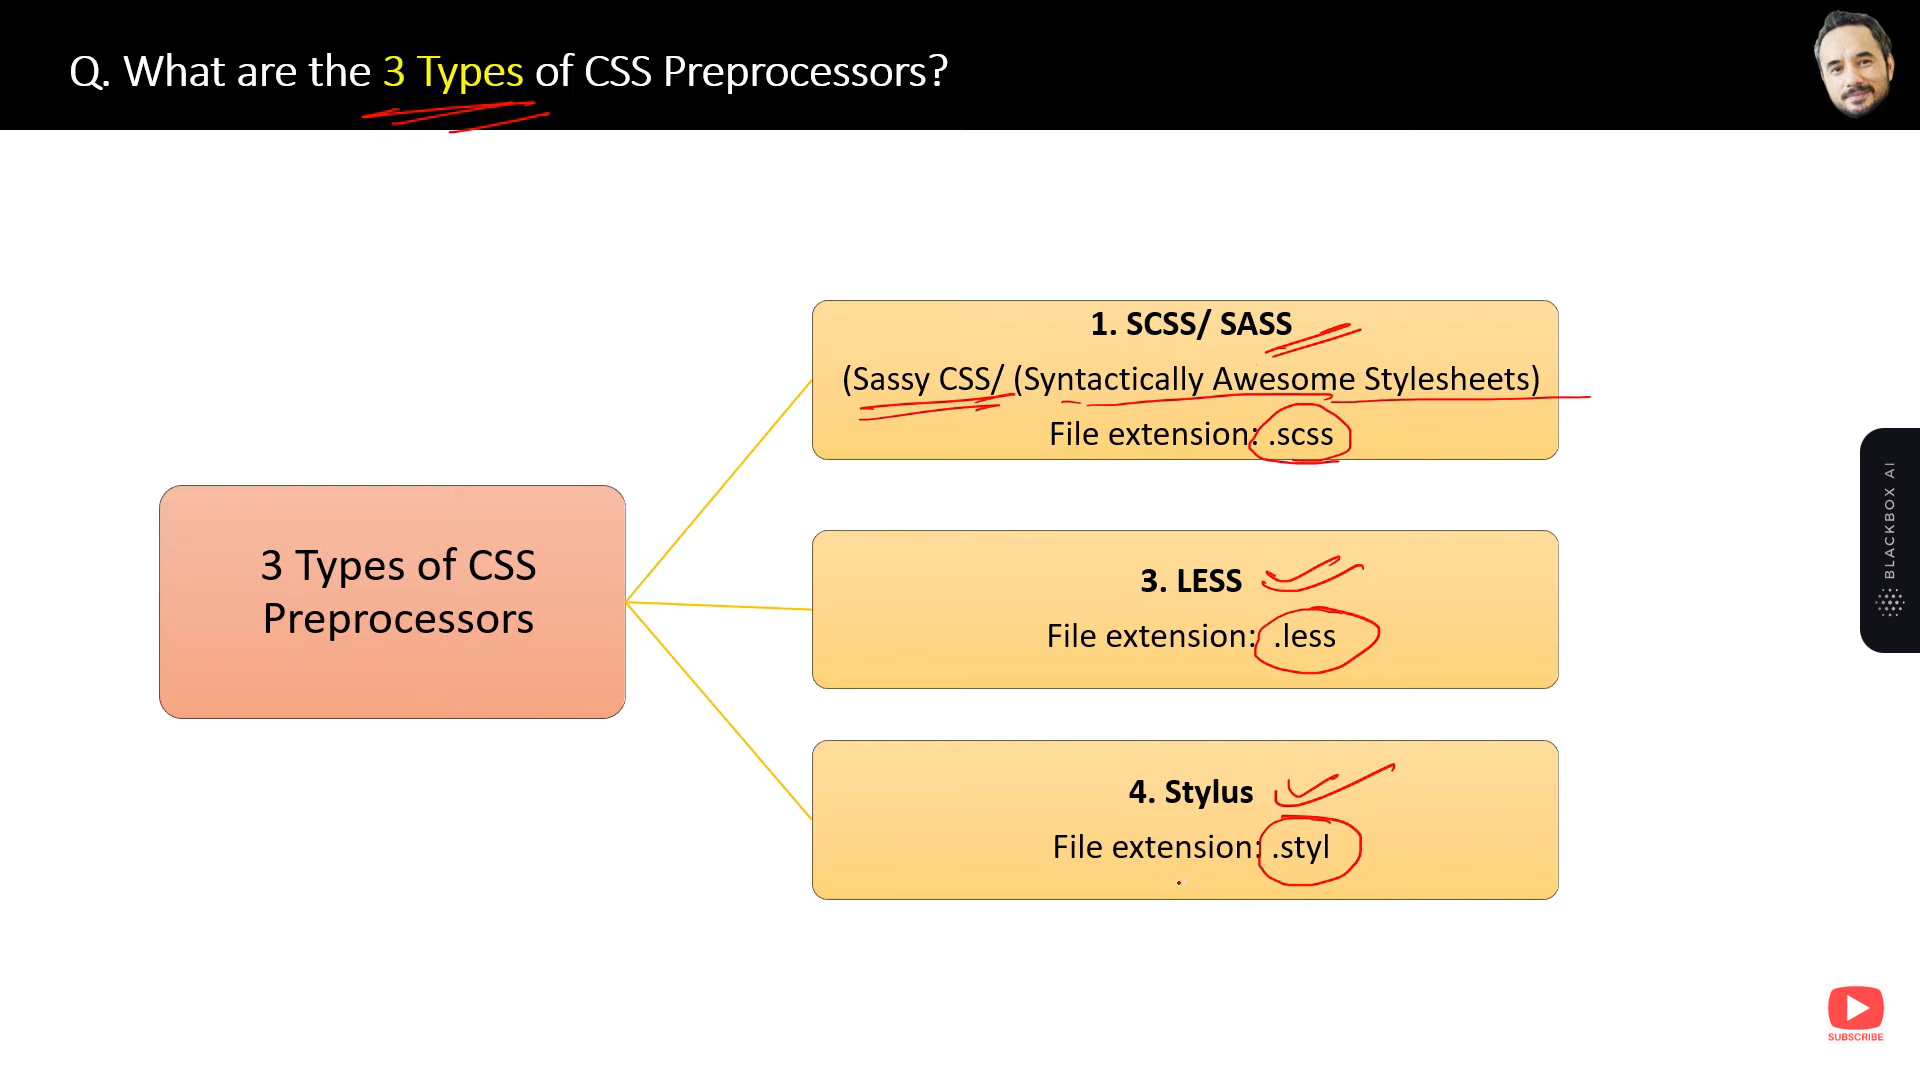 Q. What are the 3 Types of CSS Preprocessors?
1. SCSS/ SASS
(Sassy CSS/ (Syntactically Awesome Stylesheets)
File extension: .scss
3 Types of CSS
Preprocessors
3. LESS
File extension: .less
4. Stylus
File extension: .styl
BLACKBOX AI
SUBSCRIBE